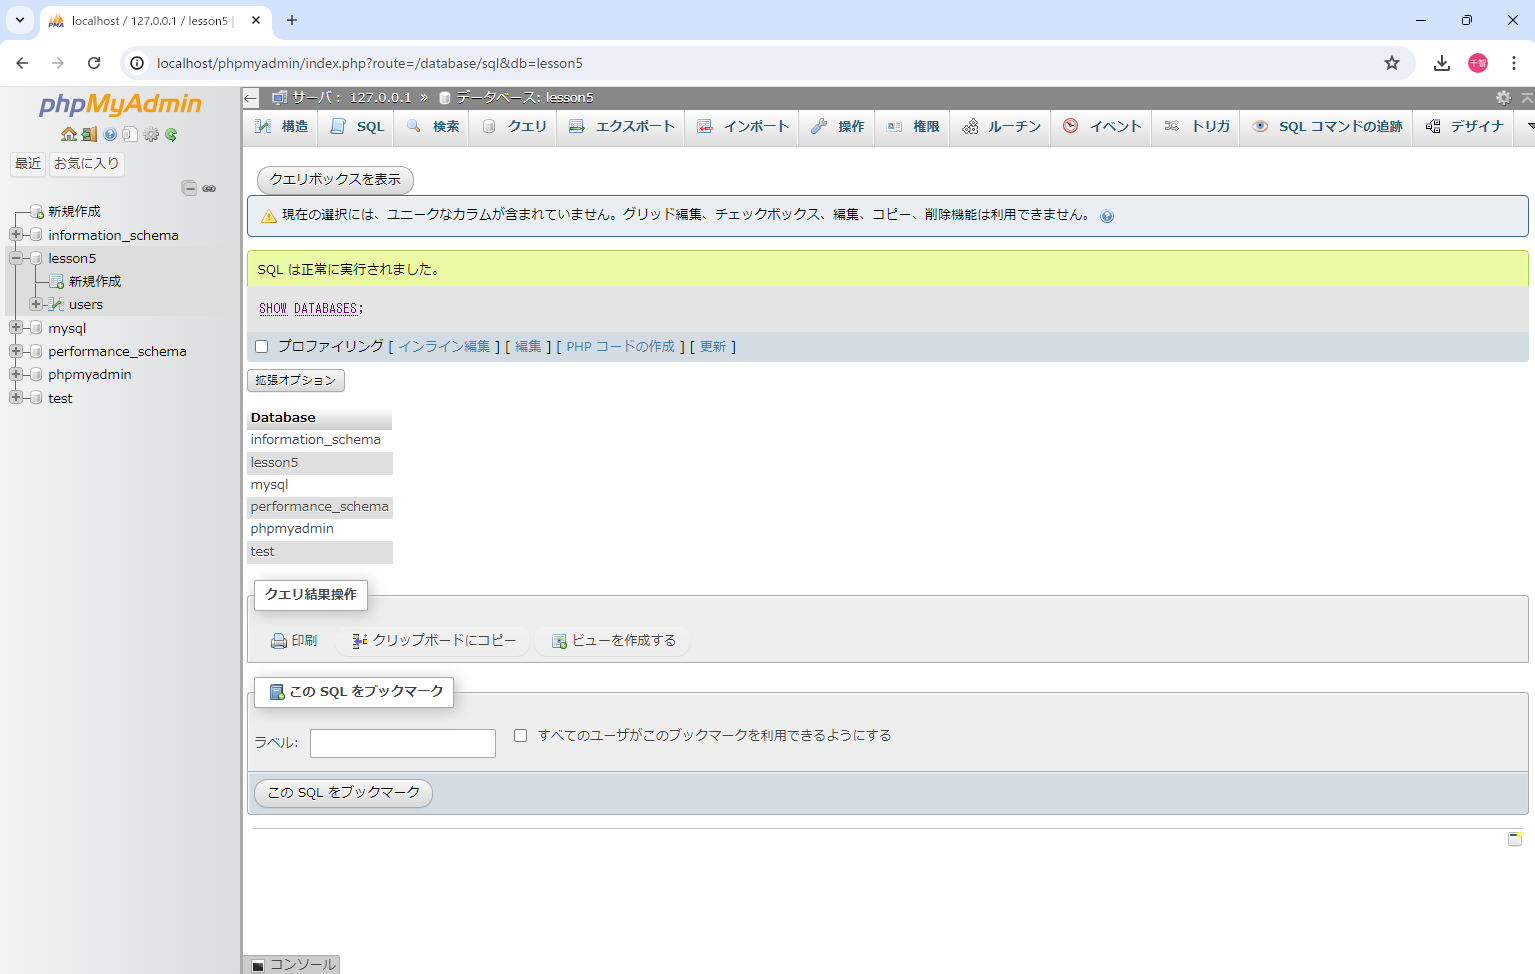 localhost / 127.0.0.1 / lesson5 |
localhost/phpmyadmin/index.php?route=/database/sql&db=lesson5
千智
phpMyAdmin
最近 お気に入り
新規作成
information_schema
lesson5
新規作成
users
mysql
performance_schema
phpmyadmin
test
サーバ： 127.0.0.1 » データベース: lesson5
構造 SQL 検索 クエリ エクスポート インポート 操作 権限 ルーチン イベント トリガ SQL コマンドの追跡 デザイナ
クエリボックスを表示
現在の選択には、ユニークなカラムが含まれていません。グリッド編集、チェックボックス、編集、コピー、削除機能は利用できません。
SQL は正常に実行されました。
SHOW DATABASES;
プロファイリング [ インライン編集 ] [ 編集 ] [ PHP コードの作成 ] [ 更新 ]
拡張オプション
Database
information_schema
lesson5
mysql
performance_schema
phpmyadmin
test
クエリ結果操作
印刷 クリップボードにコピー ビューを作成する
この SQL をブックマーク
ラベル: すべてのユーザがこのブックマークを利用できるようにする
この SQL をブックマーク
コンソール